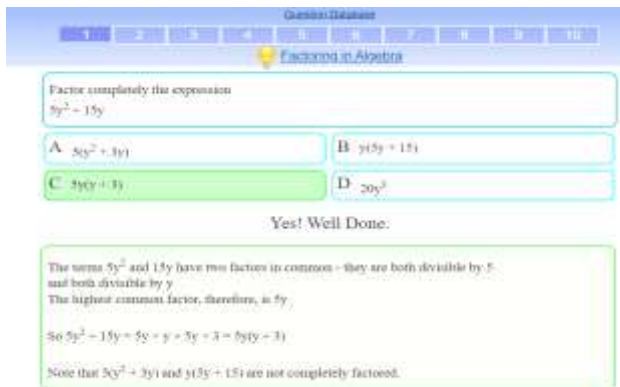 Question Database
1 2 3 4 5 6 7 8 9 10
Factoring in Algebra
Factor completely the expression
5y² + 15y
A 5(y² + 3y)
B y(5y + 15)
C 5y(y + 3)
D 20y³
Yes! Well Done.
The terms 5y² and 15y have two factors in common - they are both divisible by 5
and both divisible by y
The highest common factor, therefore, is 5y
So 5y² + 15y = 5y × y + 5y × 3 = 5y(y + 3)
Note that 5(y² + 3y) and y(5y + 15) are not completely factored.